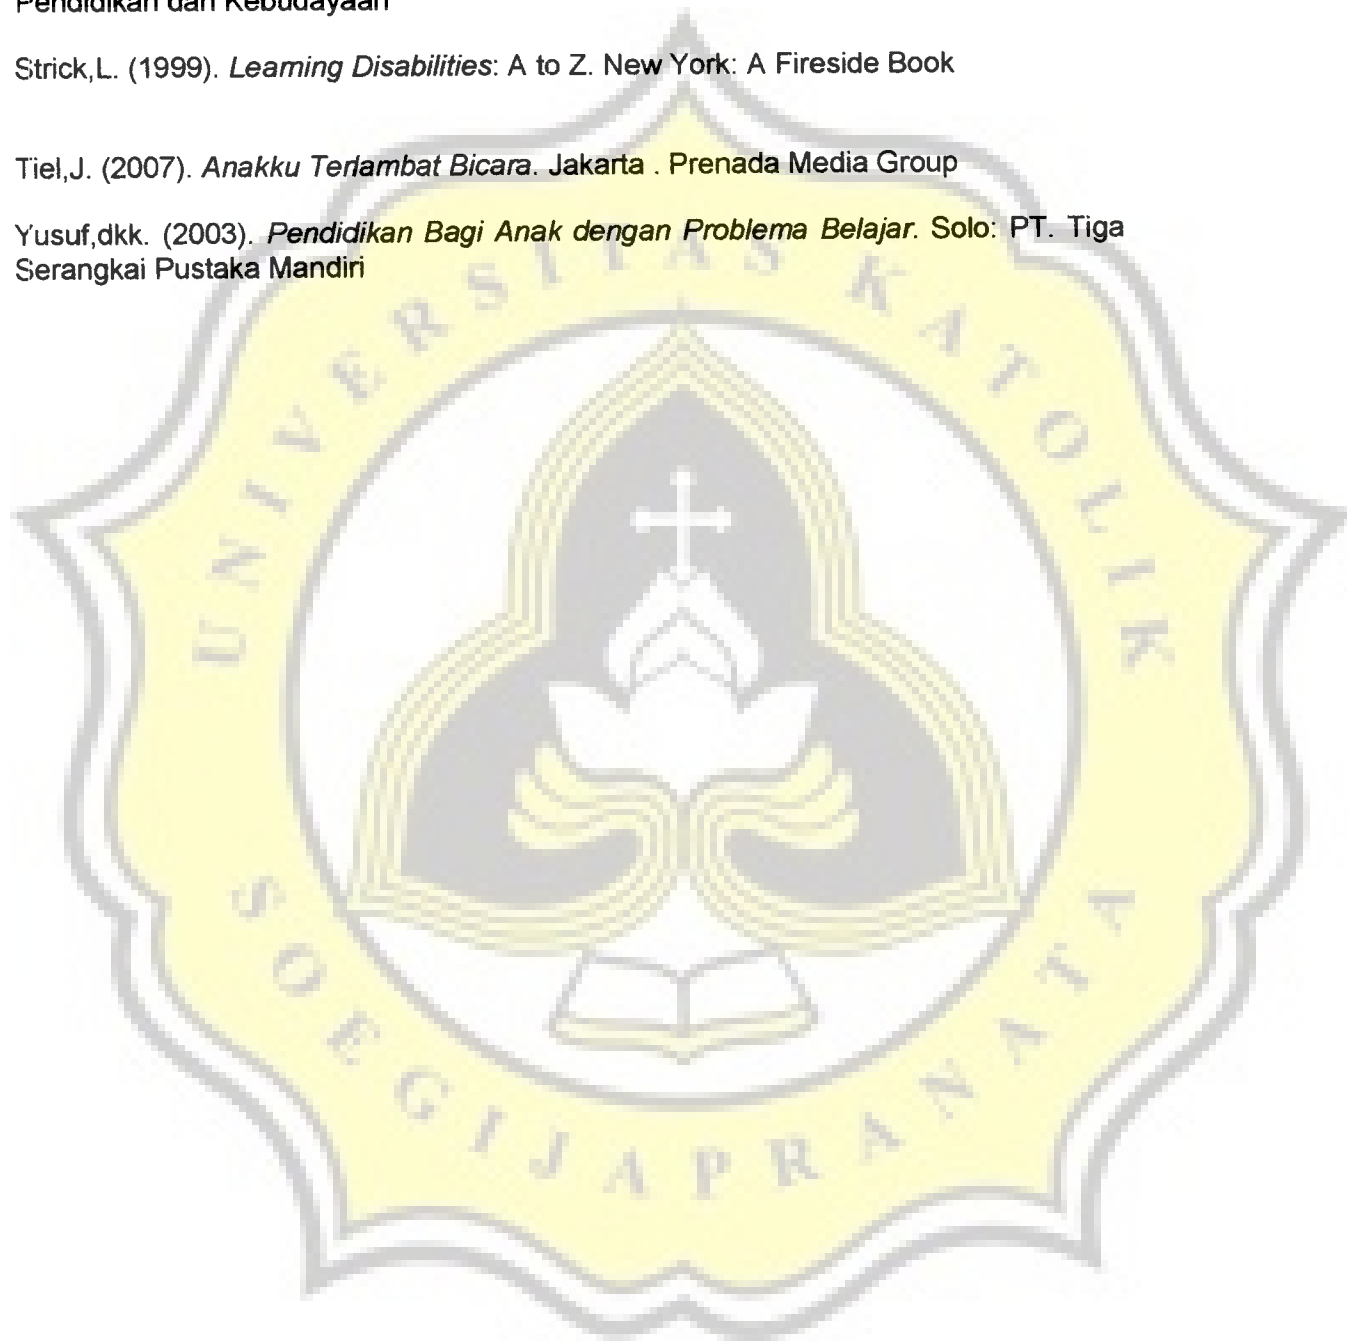 Pendidikan dan Kebudayaan
Strick,L. (1999). Learning Disabilities: A to Z. New York: A Fireside Book
Tiel,J. (2007). Anakku Terlambat Bicara. Jakarta . Prenada Media Group
Yusuf,dkk. (2003). Pendidikan Bagi Anak dengan Problema Belajar. Solo: PT. Tiga
Serangkai Pustaka Mandiri
UNIVERSITAS KATOLIK
SOEGIJAPRANATA